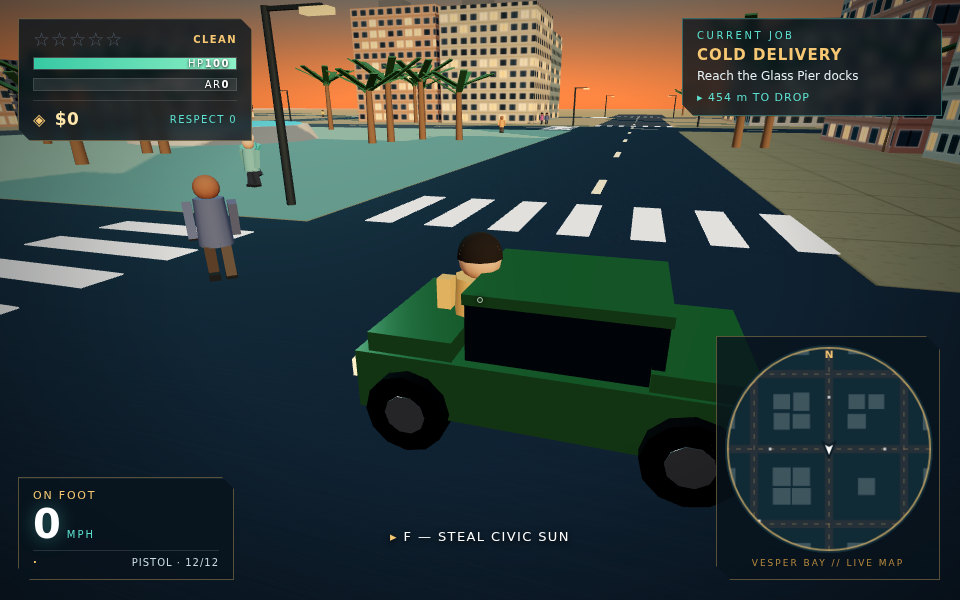 CLEAN
HP100
AR0
◈ $0
RESPECT 0
CURRENT JOB
COLD DELIVERY
Reach the Glass Pier docks
▸ 454 m TO DROP
ON FOOT
0 MPH
PISTOL · 12/12
▸ F — STEAL CIVIC SUN
N
VESPER BAY // LIVE MAP